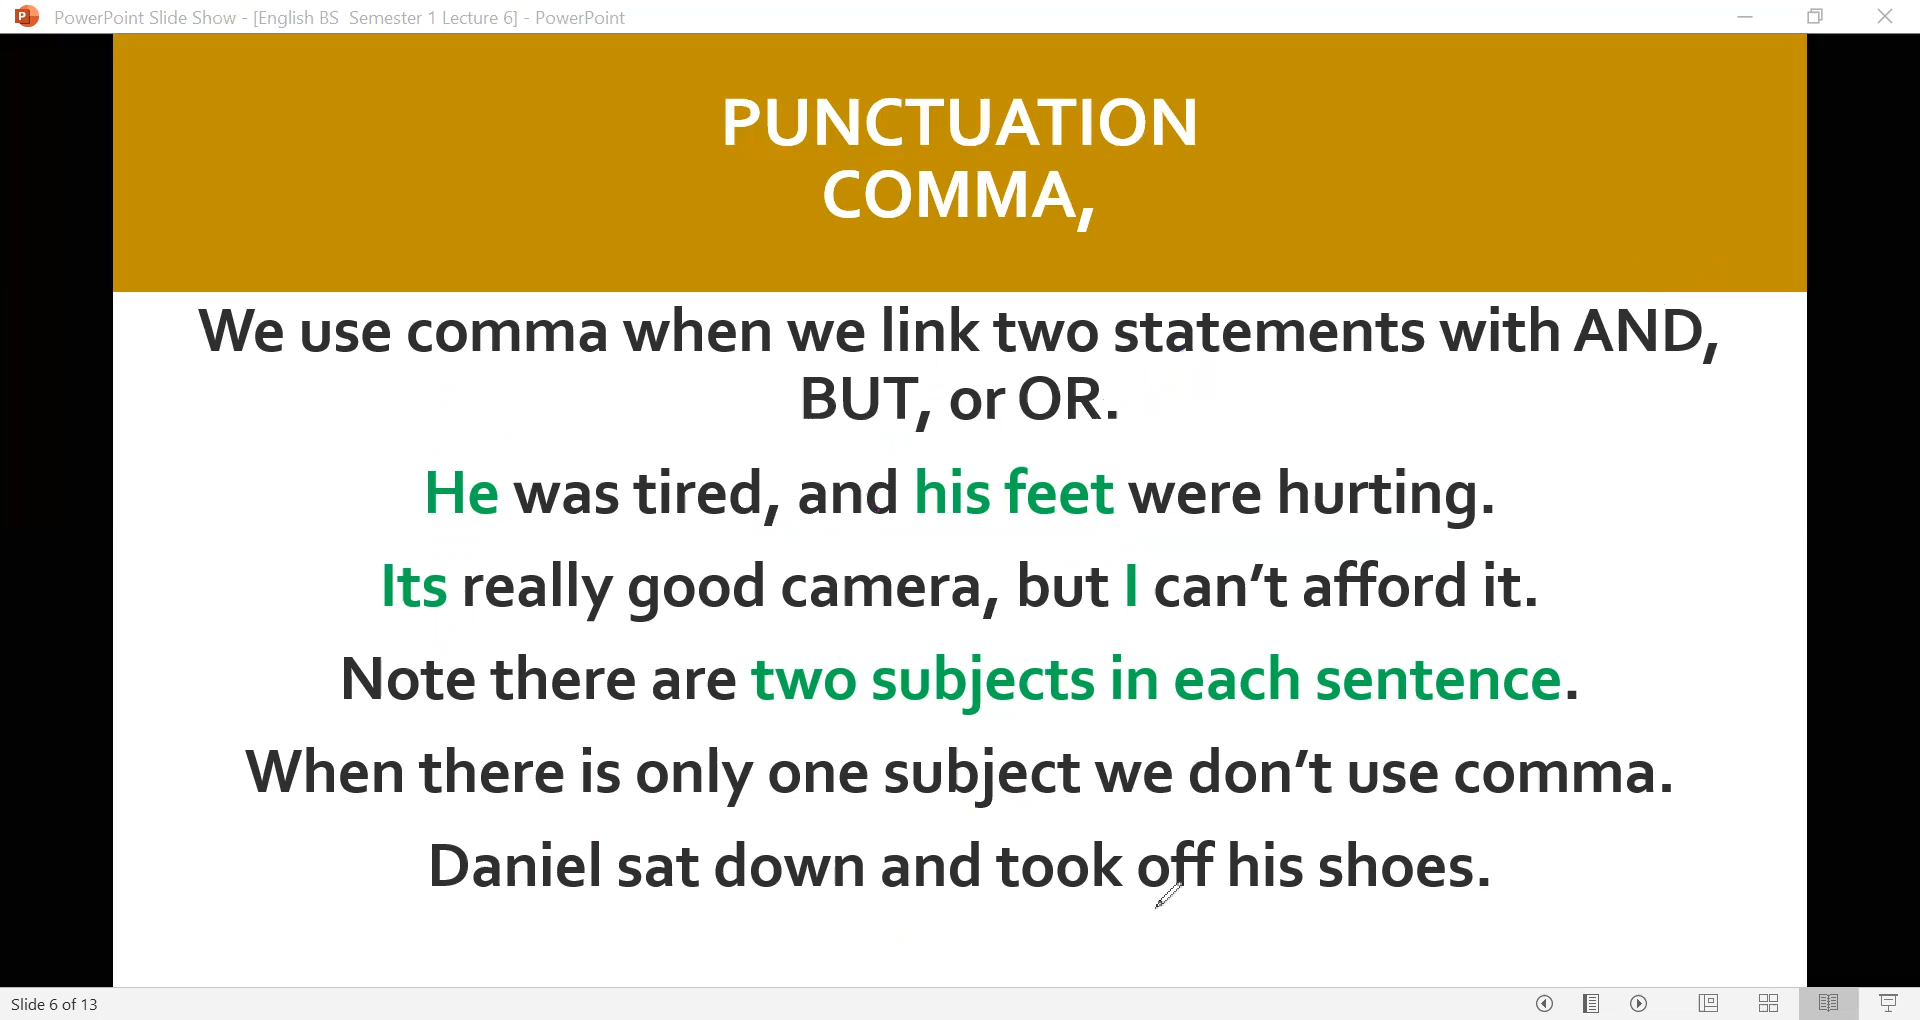 PowerPoint Slide Show - [English BS  Semester 1 Lecture 6] - PowerPoint
PUNCTUATION
COMMA,
We use comma when we link two statements with AND,
BUT, or OR.
He was tired, and his feet were hurting.
Its really good camera, but I can’t afford it.
Note there are two subjects in each sentence.
When there is only one subject we don’t use comma.
Daniel sat down and took off his shoes.
Slide 6 of 13